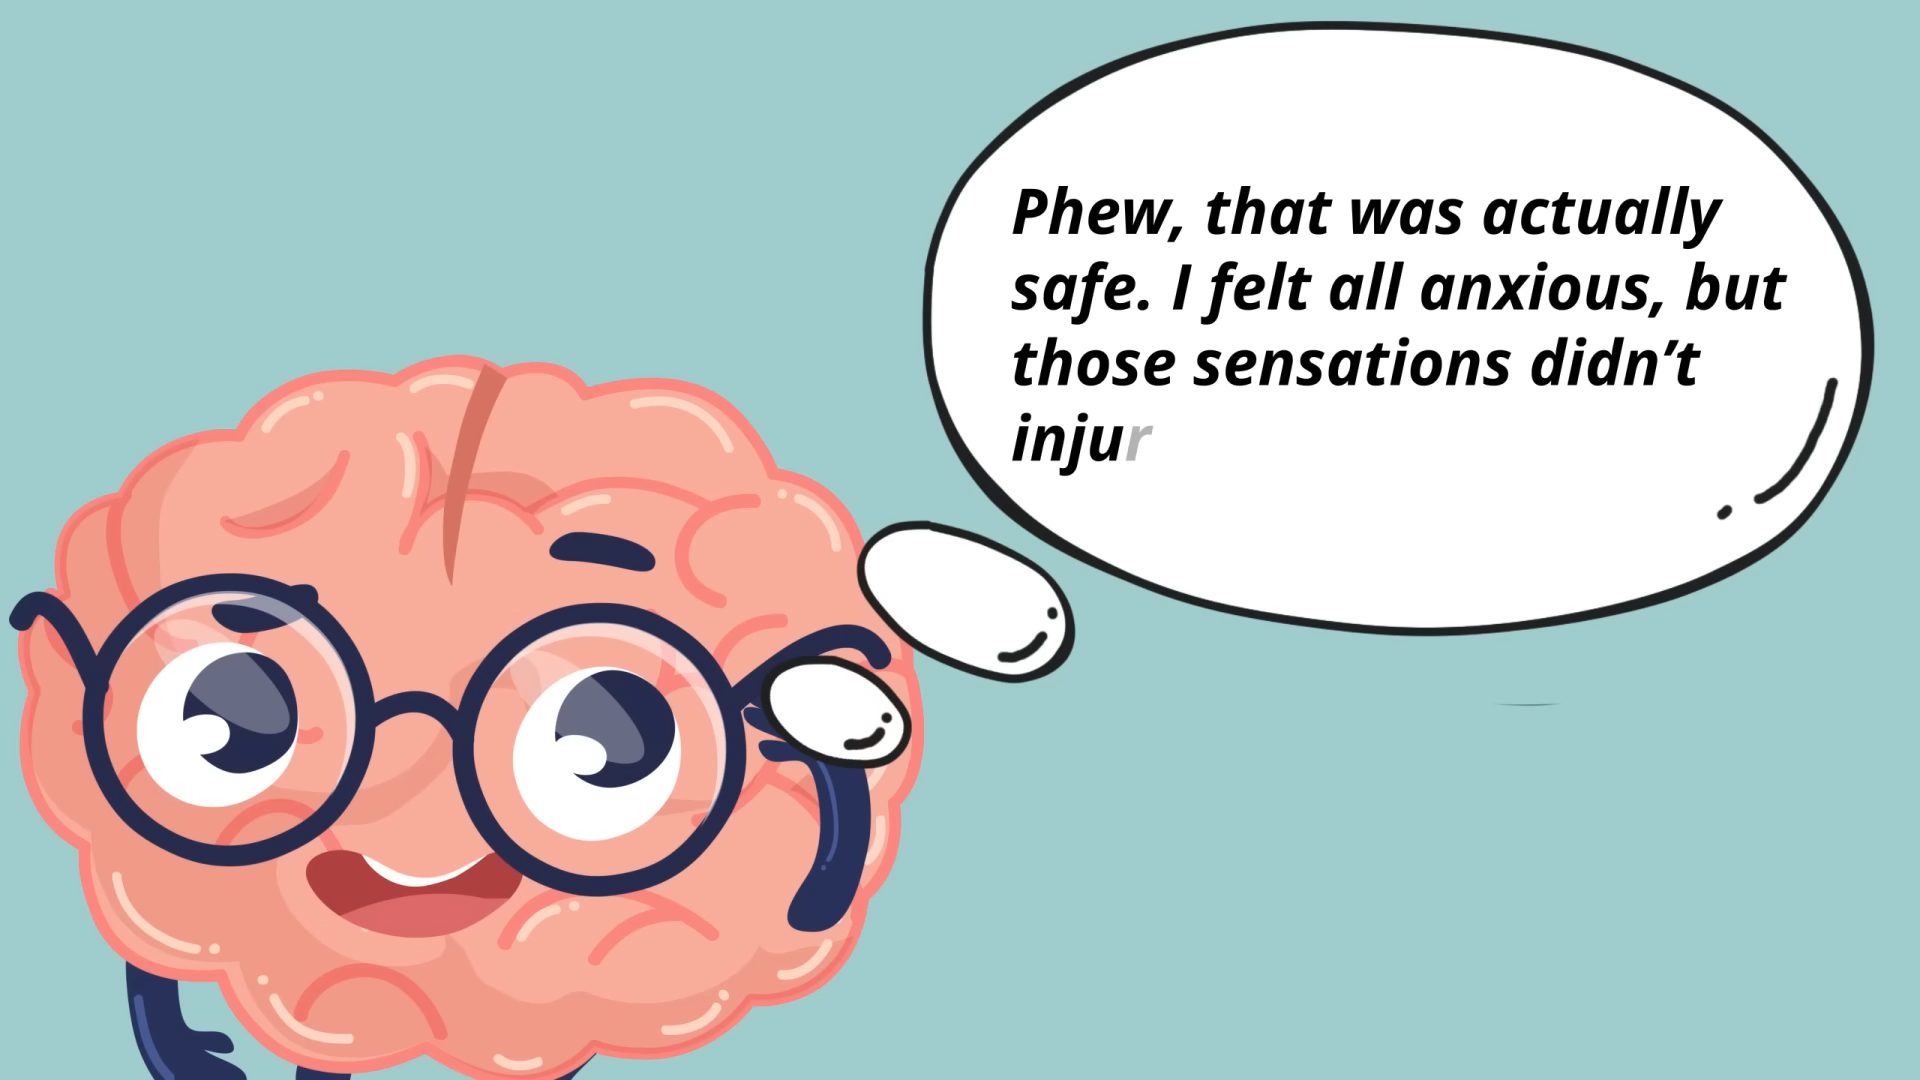 Phew, that was actually
safe. I felt all anxious, but
those sensations didn’t
injur